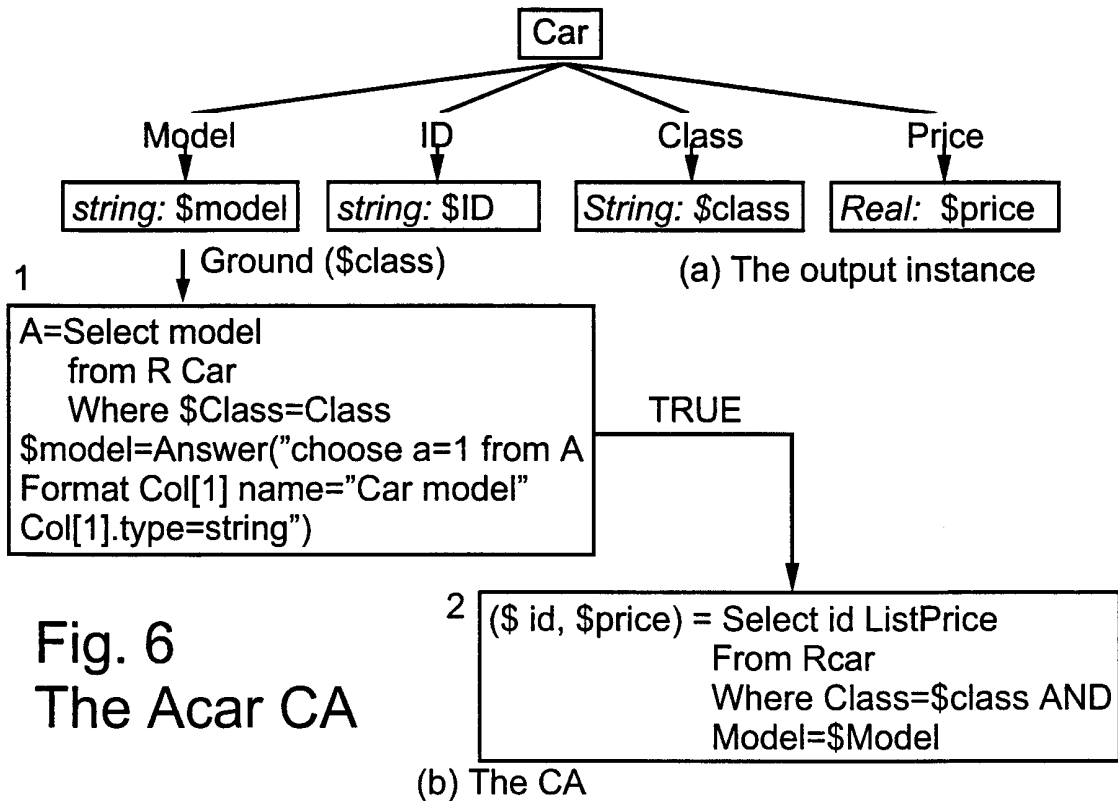 Car
Model ID Class Price
string: $model string: $ID String: $class Real: $price
Ground ($class)
(a) The output instance
1
A=Select model
from R Car
Where $Class=Class
$model=Answer("choose a=1 from A
Format Col[1] name="Car model"
Col[1].type=string")
TRUE
2
($ id, $price) = Select id ListPrice
From Rcar
Where Class=$class AND
Model=$Model
Fig. 6
The Acar CA
(b) The CA